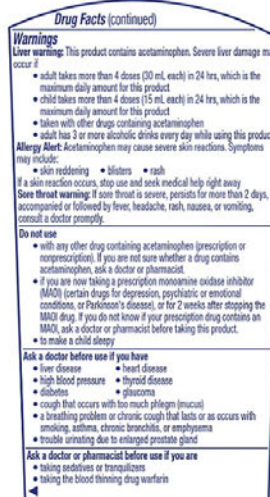 Drug Facts (continued)
Warnings
Liver warning: This product contains acetaminophen. Severe liver damage ma
occur if
• adult takes more than 4 doses (30 mL each) in 24 hrs, which is the
maximum daily amount for this product
• child takes more than 4 doses (15 mL each) in 24 hrs, which is the
maximum daily amount for this product
• taken with other drugs containing acetaminophen
• adult has 3 or more alcoholic drinks every day while using this produc
Allergy Alert: Acetaminophen may cause severe skin reactions. Symptoms
may include:
• skin reddening • blisters • rash
If a skin reaction occurs, stop use and seek medical help right away
Sore throat warning: If sore throat is severe, persists for more than 2 days,
accompanied or followed by fever, headache, rash, nausea, or vomiting,
consult a doctor promptly.
Do not use
• with any other drug containing acetaminophen (prescription or
nonprescription). If you are not sure whether a drug contains
acetaminophen, ask a doctor or pharmacist.
• if you are now taking a prescription monoamine oxidase inhibitor
(MAOI) (certain drugs for depression, psychiatric or emotional
conditions, or Parkinson's disease), or for 2 weeks after stopping the
MAOI drug. If you do not know if your prescription drug contains an
MAOI, ask a doctor or pharmacist before taking this product.
• to make a child sleepy
Ask a doctor before use if you have
• liver disease • heart disease
• high blood pressure • thyroid disease
• diabetes • glaucoma
• cough that occurs with too much phlegm (mucus)
• a breathing problem or chronic cough that lasts or as occurs with
smoking, asthma, chronic bronchitis, or emphysema
• trouble urinating due to enlarged prostate gland
Ask a doctor or pharmacist before use if you are
• taking sedatives or tranquilizers
• taking the blood thinning drug warfarin